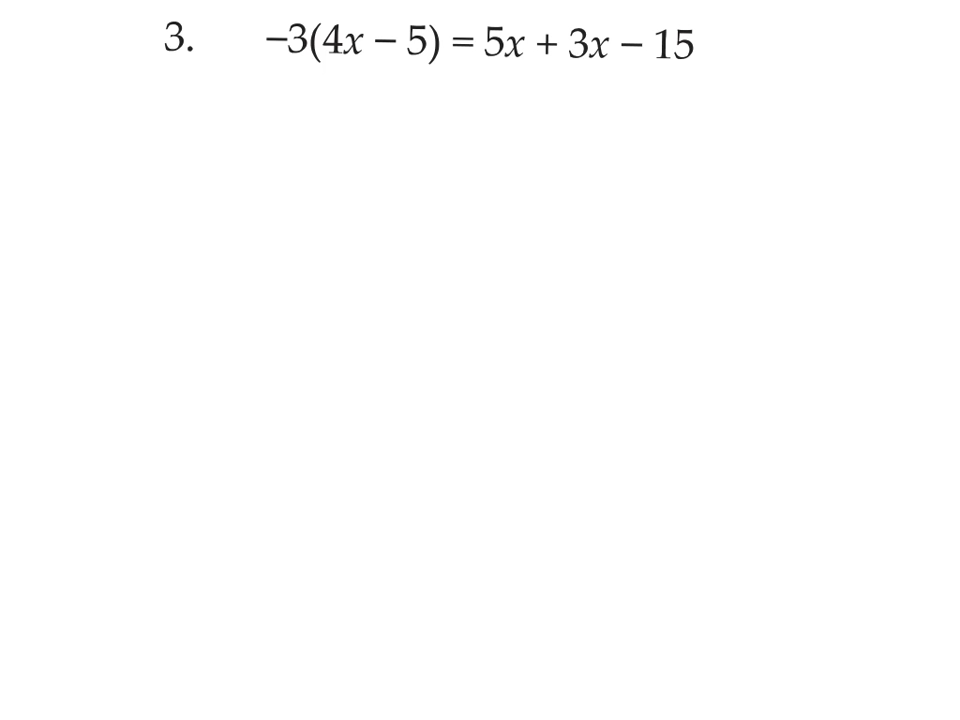 3. −3(4x − 5) = 5x + 3x − 15